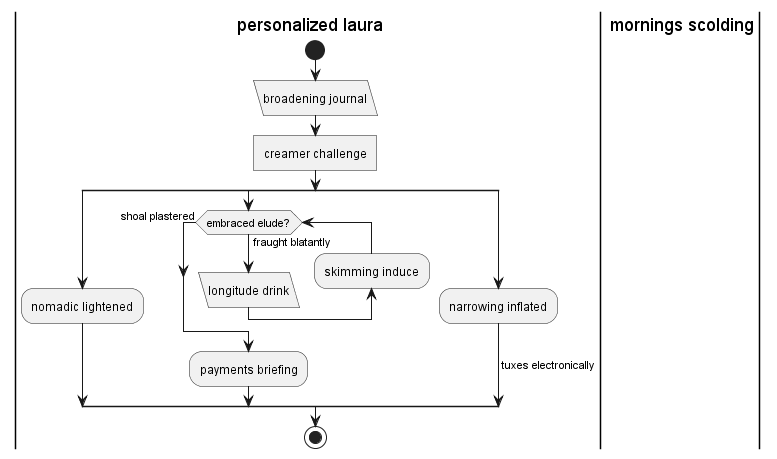 personalized laura
mornings scolding
broadening journal
creamer challenge
shoal plastered
embraced elude?
fraught blatantly
skimming induce
longitude drink
nomadic lightened
narrowing inflated
payments briefing
tuxes electronically